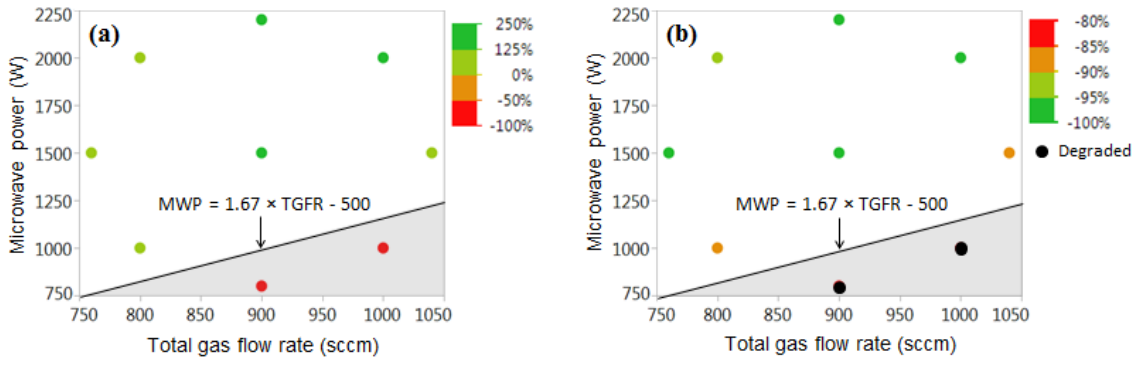 (a)
Microwave power (W)
2250
2000
1750
1500
1250
1000
750
MWP = 1.67 × TGFR - 500
750 800 850 900 950 1000 1050
Total gas flow rate (sccm)
250%
125%
0%
-50%
-100%
(b)
Microwave power (W)
2250
2000
1750
1500
1250
1000
750
MWP = 1.67 × TGFR - 500
750 800 850 900 950 1000 1050
Total gas flow rate (sccm)
-80%
-85%
-90%
-95%
-100%
Degraded